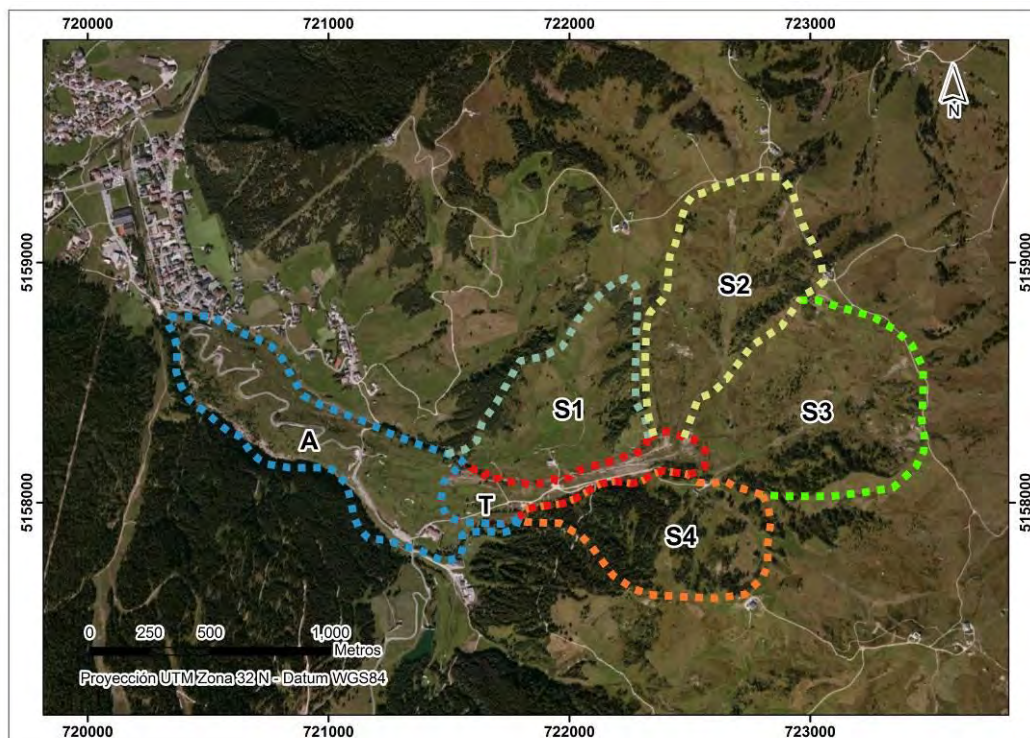 720000 721000 722000 723000
N
5159000 5159000
S2
S1
S3
A
5158000 5158000
T
S4
0 250 500 1,000
Metros
Proyección UTM Zona 32 N - Datum WGS84
720000 721000 722000 723000